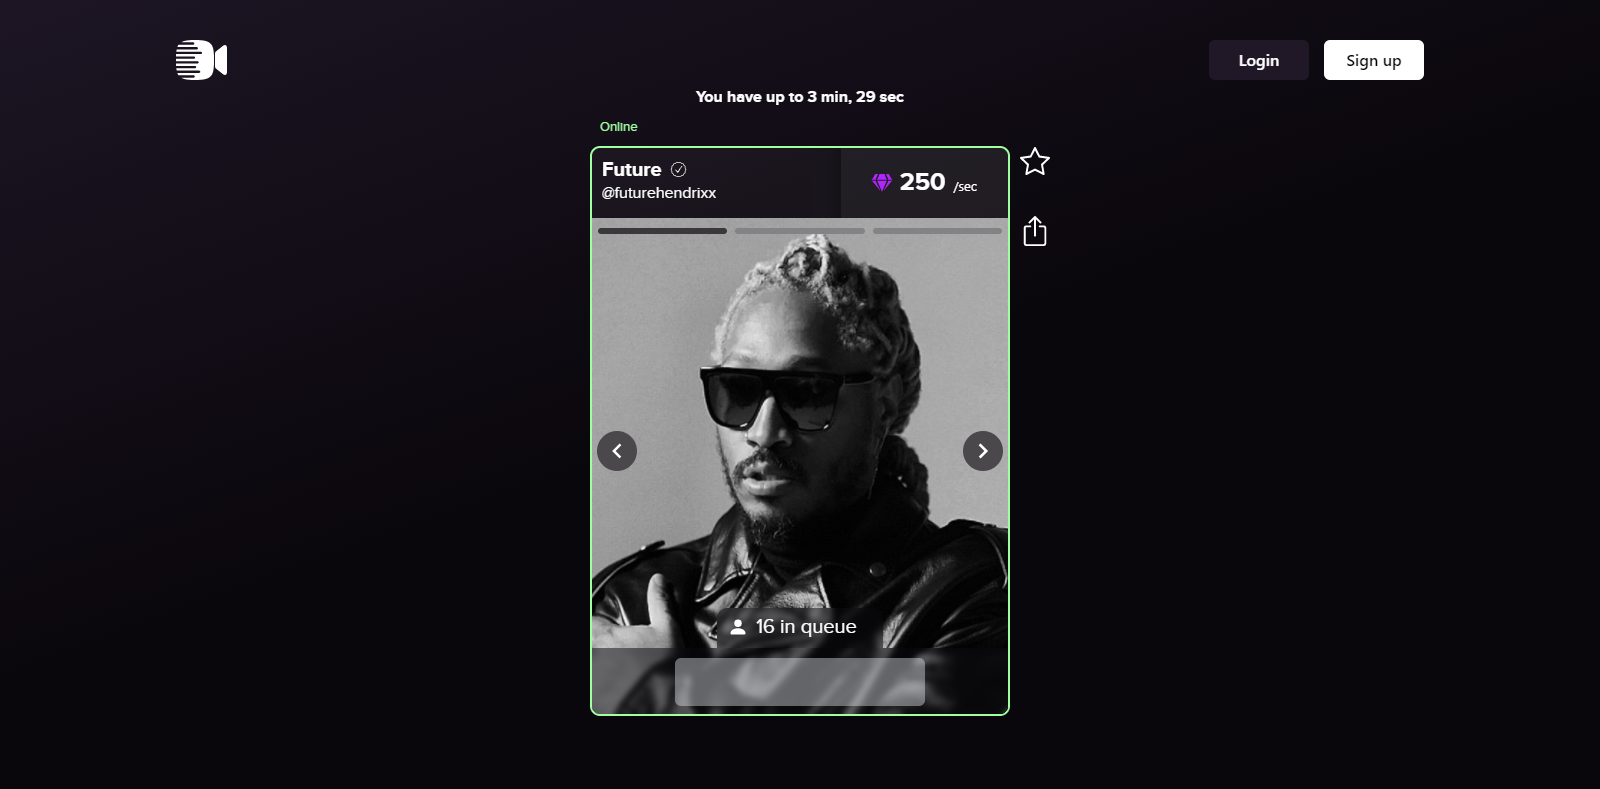 Login
Sign up
You have up to 3 min, 29 sec
Online
Future
@futurehendrixx
250 /sec
16 in queue